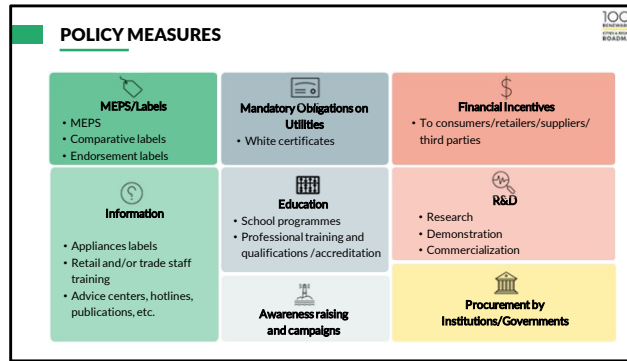 POLICY MEASURES
MEPS/Labels
• MEPS
• Comparative labels
• Endorsement labels
Mandatory Obligations on
Utilities
• White certificates
Financial Incentives
• To consumers/retailers/suppliers/
third parties
Information
• Appliances labels
• Retail and/or trade staff
training
• Advice centers, hotlines,
publications, etc.
Education
• School programmes
• Professional training and
qualifications /accreditation
R&D
• Research
• Demonstration
• Commercialization
Awareness raising
and campaigns
Procurement by
Institutions/Governments